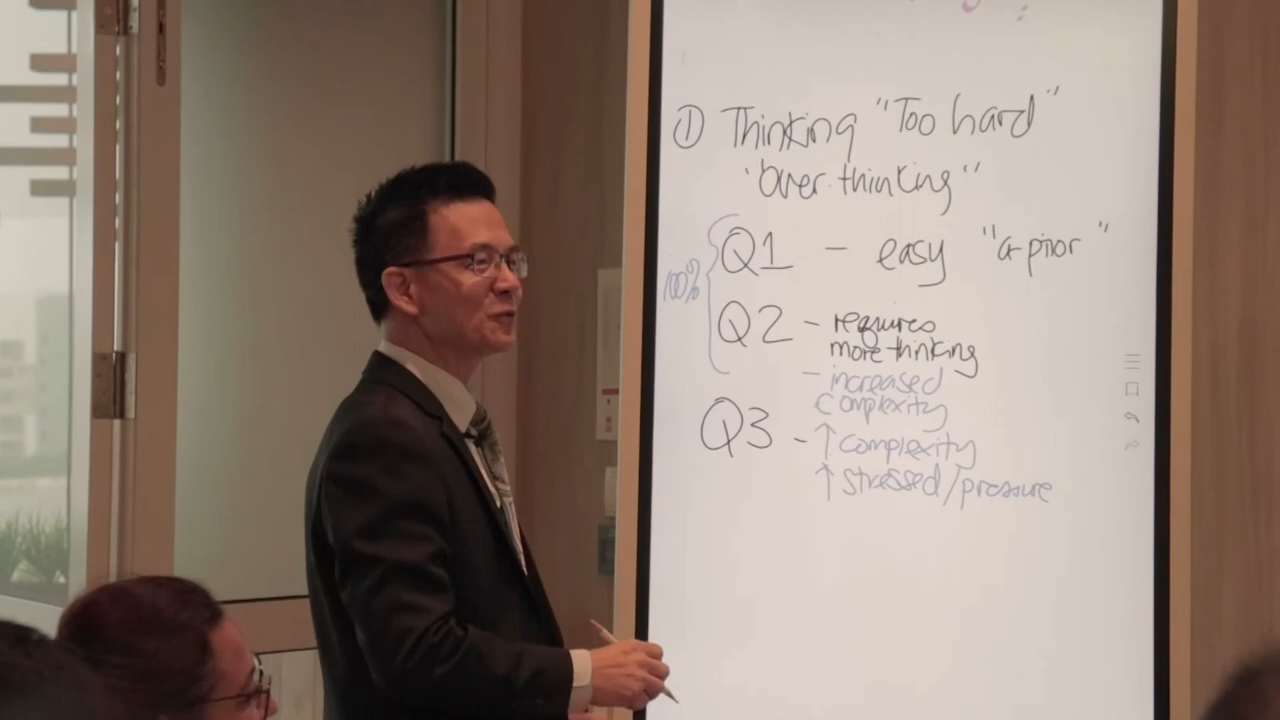 ① Thinking "Too hard"
"Over thinking"
100%
Q1 - easy "a-prior"
Q2 - requires
more thinking
- increased
complexity
Q3 - ↑ complexity
↑ stressed/pressure